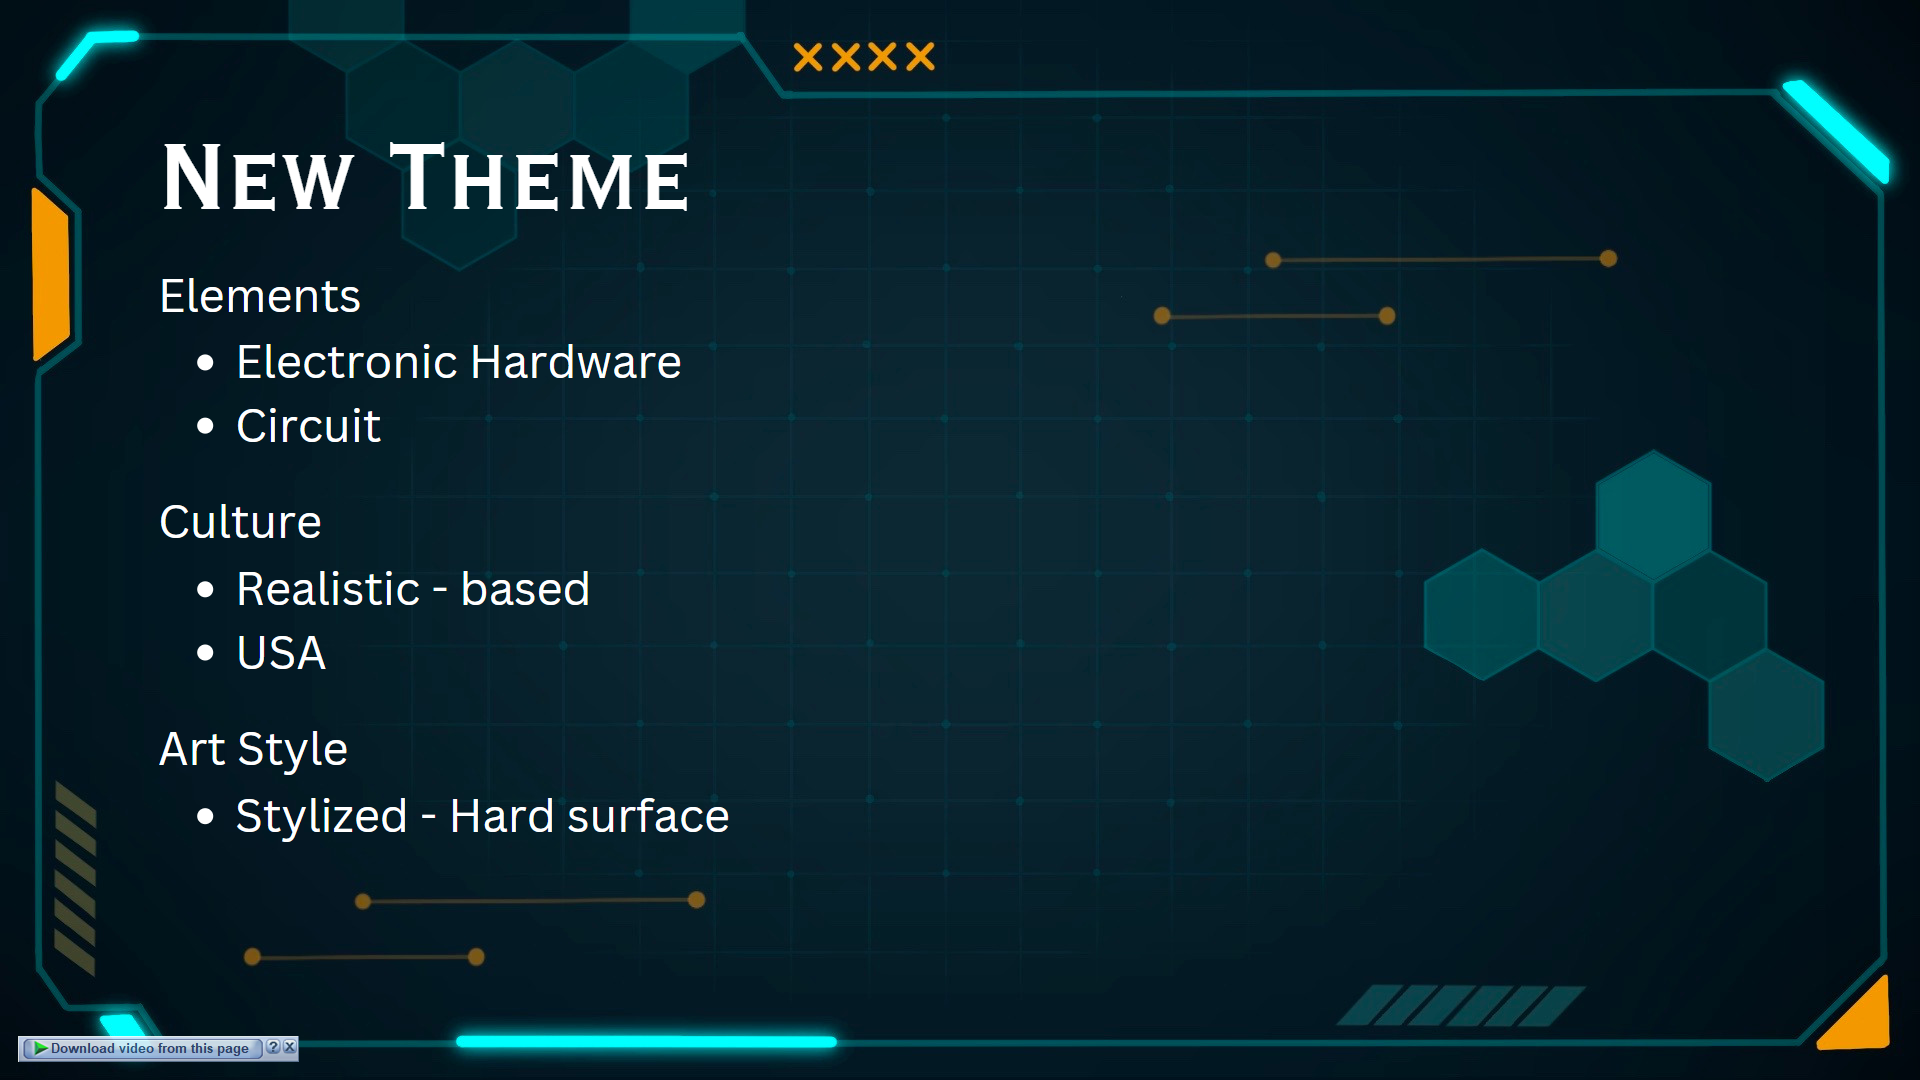 New Theme
Elements
• Electronic Hardware
• Circuit
Culture
• Realistic - based
• USA
Art Style
• Stylized - Hard surface
Download video from this page ? X